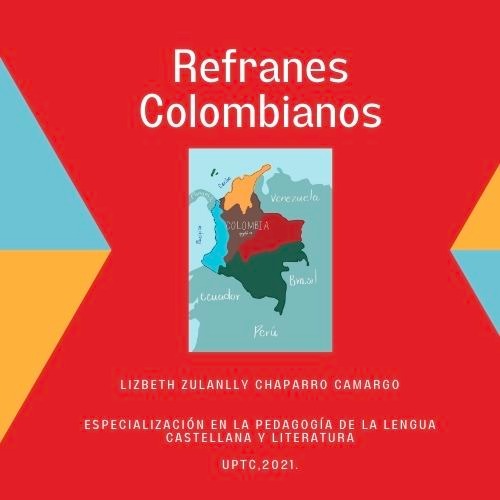 Refranes
Colombianos
Caribe
Venezuela
COLOMBIA
Pacífico
Brasil
Ecuador
Perú
LIZBETH ZULANLLY CHAPARRO CAMARGO
ESPECIALIZACIÓN EN LA PEDAGOGÍA DE LA LENGUA
CASTELLANA Y LITERATURA
UPTC,2021.